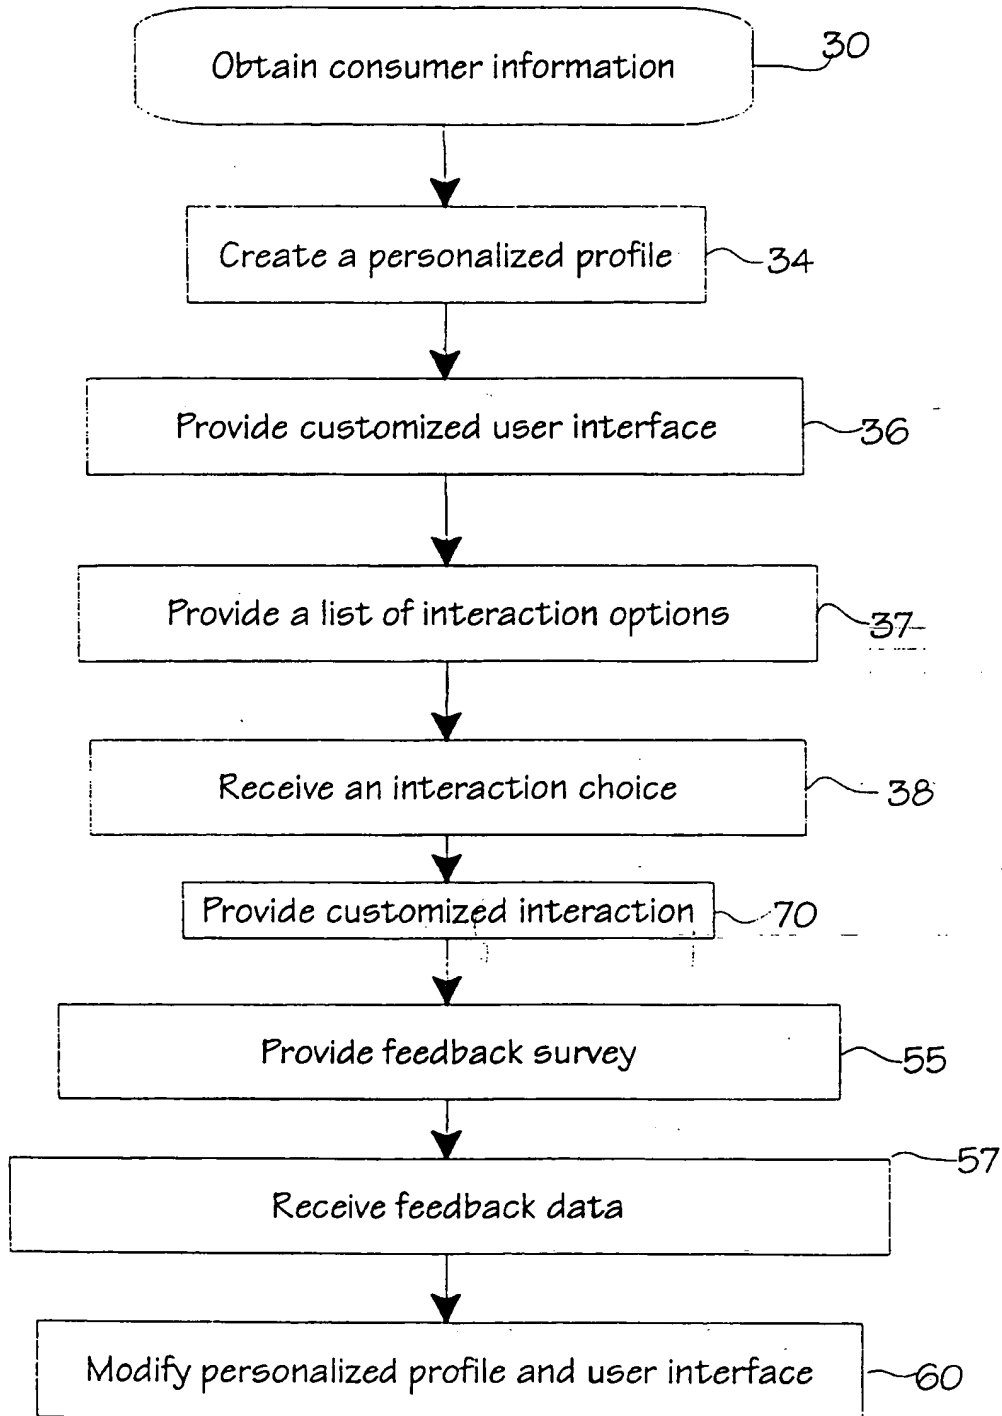 Obtain consumer information
30
Create a personalized profile
34
Provide customized user interface
36
Provide a list of interaction options
37
Receive an interaction choice
38
Provide customized interaction
70
Provide feedback survey
55
57
Receive feedback data
Modify personalized profile and user interface
60